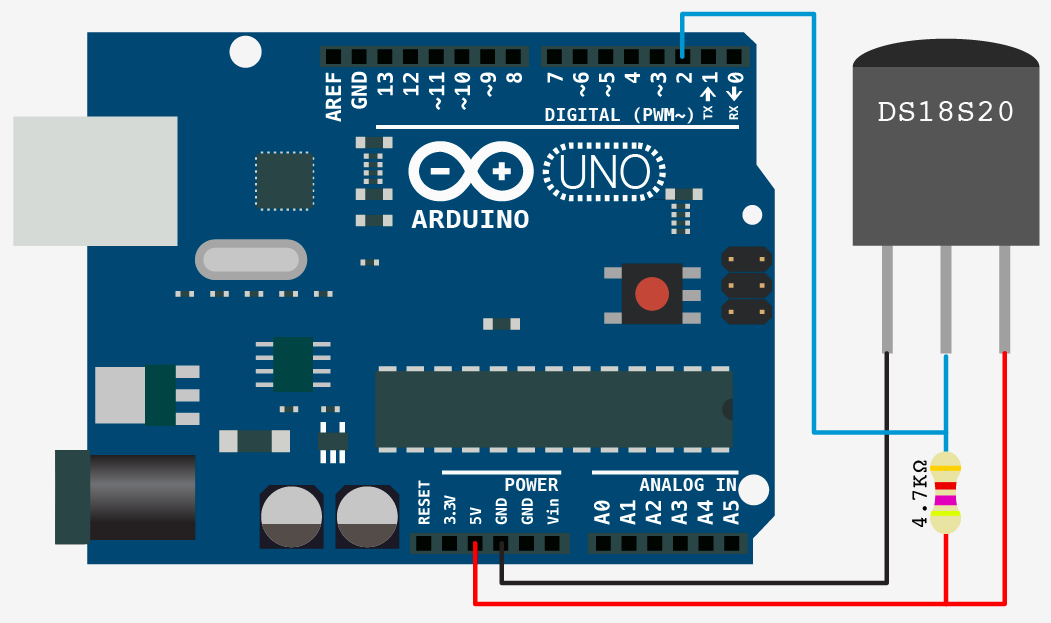 AREF
GND
13
12
~11
~10
~9
8
7
~6
~5
4
~3
2
TX→1
RX←0
DIGITAL (PWM~)
UNO
ARDUINO
DS18S20
4.7KΩ
POWER
ANALOG IN
RESET
3.3V
5V
GND
GND
Vin
A0
A1
A2
A3
A4
A5